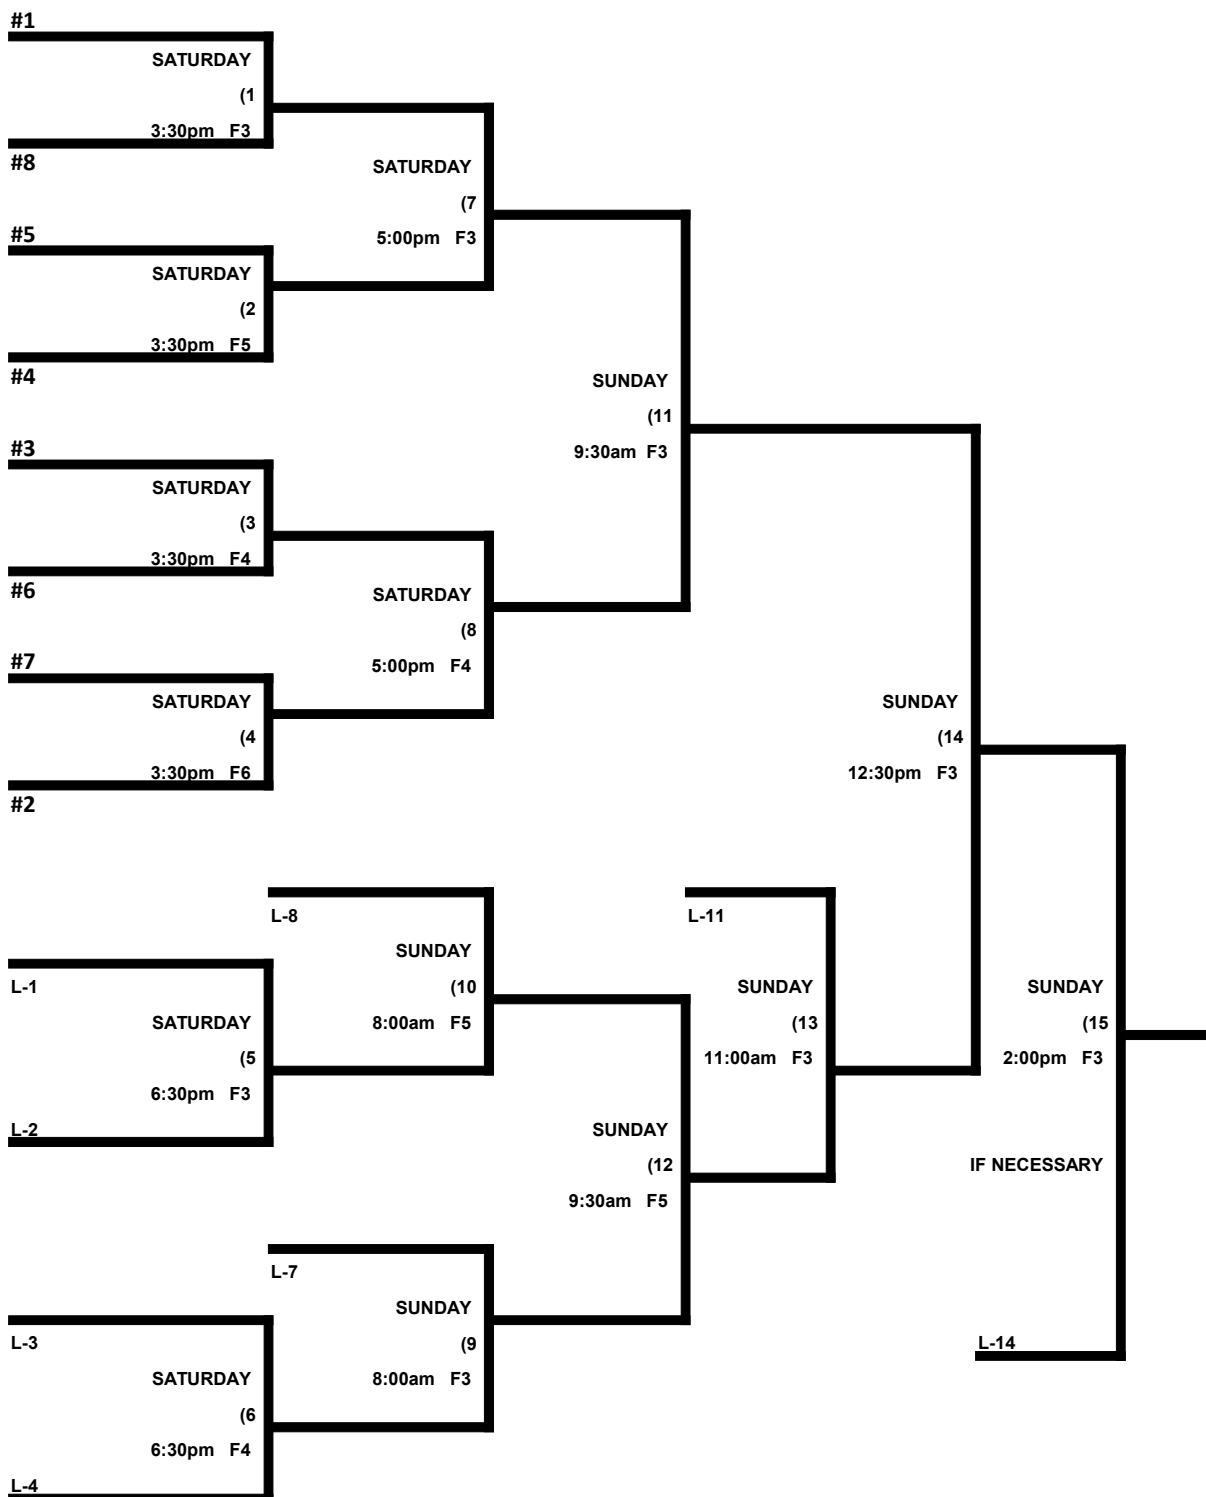 #1
SATURDAY
(1
3:30pm F3
#8
SATURDAY
(7
5:00pm F3
#5
SATURDAY
(2
3:30pm F5
#4
SUNDAY
(11
9:30am F3
#3
SATURDAY
(3
3:30pm F4
#6
SATURDAY
(8
5:00pm F4
#7
SATURDAY
(4
3:30pm F6
#2
SUNDAY
(14
12:30pm F3
L-8
SUNDAY
(10
8:00am F5
L-11
SUNDAY
(13
11:00am F3
SUNDAY
(15
2:00pm F3
IF NECESSARY
L-1
SATURDAY
(5
6:30pm F3
L-2
SUNDAY
(12
9:30am F5
L-7
SUNDAY
(9
8:00am F3
L-14
L-3
SATURDAY
(6
6:30pm F4
L-4